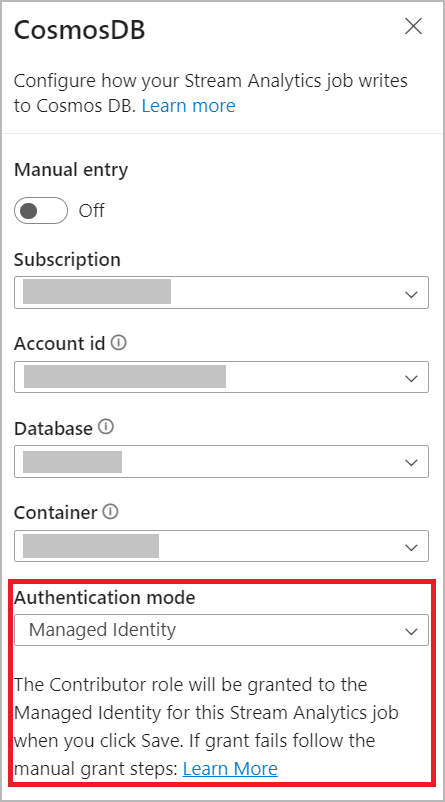 CosmosDB
Configure how your Stream Analytics job writes
to Cosmos DB. Learn more
Manual entry
Off
Subscription
Account id
Database
Container
Authentication mode
Managed Identity
The Contributor role will be granted to the
Managed Identity for this Stream Analytics job
when you click Save. If grant fails follow the
manual grant steps: Learn More